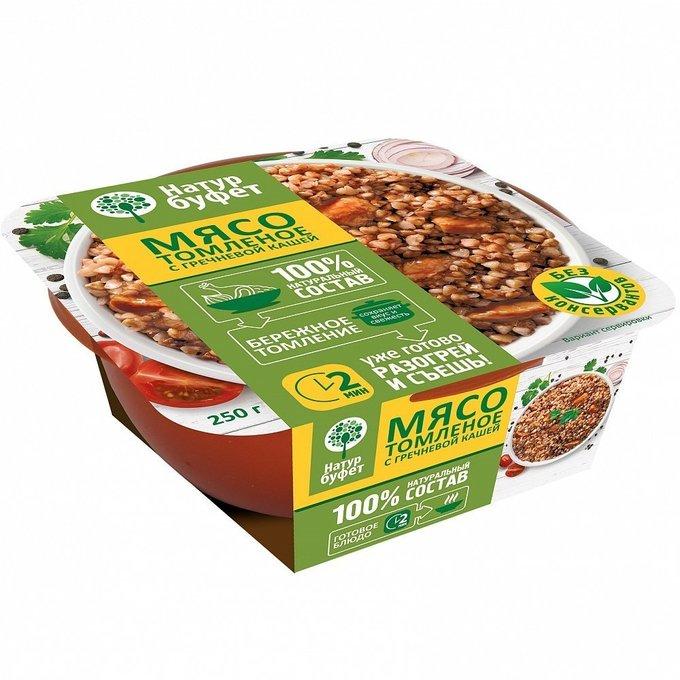 Натур
буфет
МЯСО
ТОМЛЕНОЕ
С ГРЕЧНЕВОЙ КАШЕЙ
100%
НАТУРАЛЬНЫЙ
СОСТАВ
БЕРЕЖНОЕ
ТОМЛЕНИЕ
сохраняет
вкус и
свежесть
2
МИН
УЖЕ ГОТОВО
РАЗОГРЕЙ
И СЪЕШЬ!
БЕЗ
КОНСЕРВАНТОВ
Вариант сервировки
250 г
Натур
буфет
МЯСО
ТОМЛЕНОЕ
С ГРЕЧНЕВОЙ КАШЕЙ
100% НАТУРАЛЬНЫЙ
СОСТАВ
ГОТОВОЕ
БЛЮДО
2
МИН